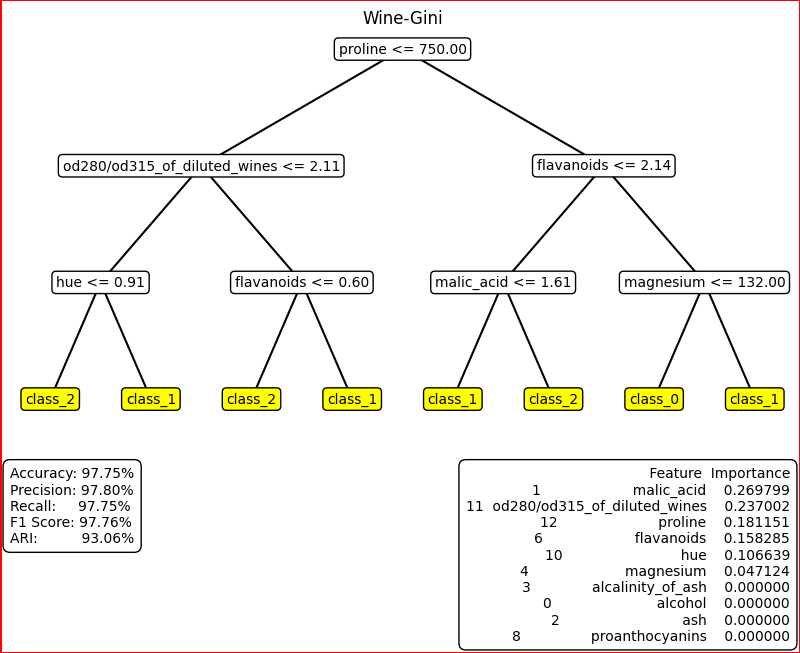 Wine-Gini
proline <= 750.00
od280/od315_of_diluted_wines <= 2.11
flavanoids <= 2.14
hue <= 0.91
flavanoids <= 0.60
malic_acid <= 1.61
magnesium <= 132.00
class_2
class_1
class_2
class_1
class_1
class_2
class_0
class_1
Accuracy: 97.75%
Precision: 97.80%
Recall: 97.75%
F1 Score: 97.76%
ARI: 93.06%
Feature Importance
1 malic_acid 0.269799
11 od280/od315_of_diluted_wines 0.237002
12 proline 0.181151
6 flavanoids 0.158285
10 hue 0.106639
4 magnesium 0.047124
3 alcalinity_of_ash 0.000000
0 alcohol 0.000000
2 ash 0.000000
8 proanthocyanins 0.000000